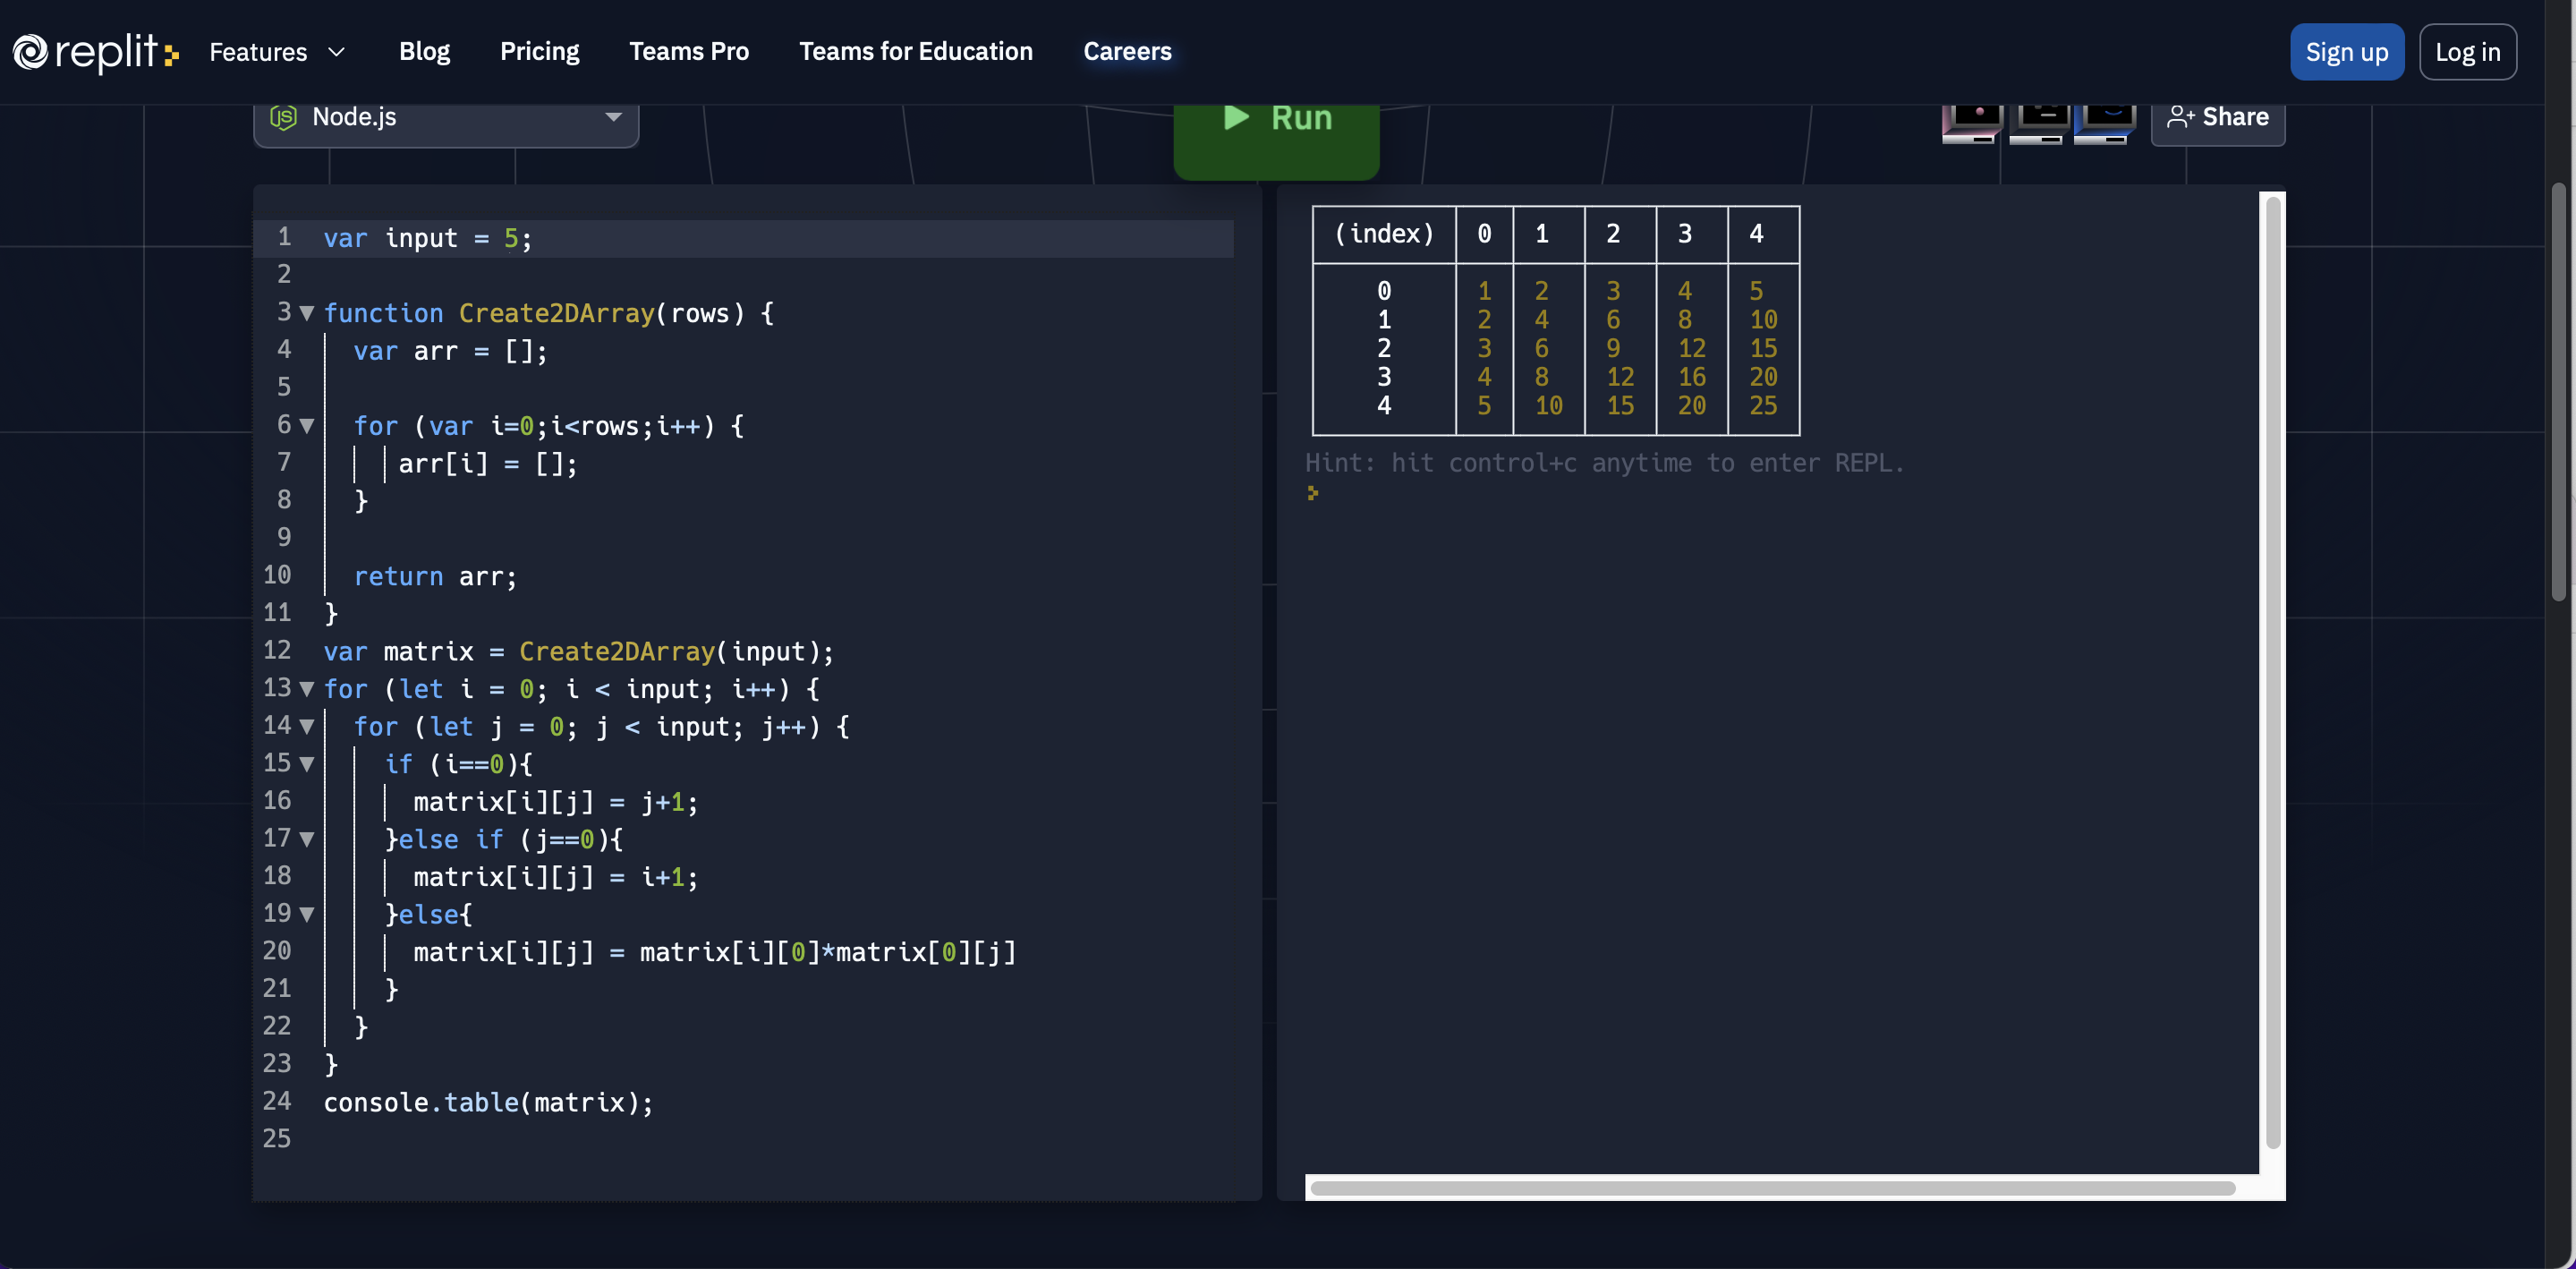 replit Features Blog Pricing Teams Pro Teams for Education Careers Sign up Log in
JS Node.js Run Share
1 var input = 5;
2
3 function Create2DArray(rows) {
4 var arr = [];
5
6 for (var i=0;i<rows;i++) {
7 arr[i] = [];
8 }
9
10 return arr;
11 }
12 var matrix = Create2DArray(input);
13 for (let i = 0; i < input; i++) {
14 for (let j = 0; j < input; j++) {
15 if (i==0){
16 matrix[i][j] = j+1;
17 }else if (j==0){
18 matrix[i][j] = i+1;
19 }else{
20 matrix[i][j] = matrix[i][0]*matrix[0][j]
21 }
22 }
23 }
24 console.table(matrix);
25
(index) 0 1 2 3 4
0 1 2 3 4 5
1 2 4 6 8 10
2 3 6 9 12 15
3 4 8 12 16 20
4 5 10 15 20 25
Hint: hit control+c anytime to enter REPL.